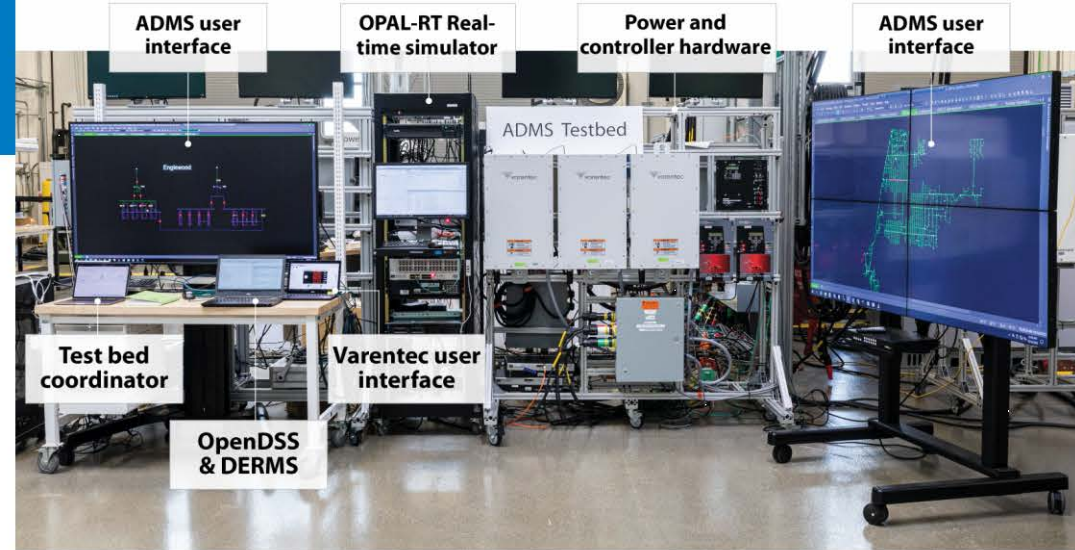 ADMS user
interface
OPAL-RT Real-
time simulator
Power and
controller hardware
ADMS user
interface
ADMS Testbed
Englewood
varentec
varentec
varentec
Test bed
coordinator
Varentec user
interface
OpenDSS
& DERMS